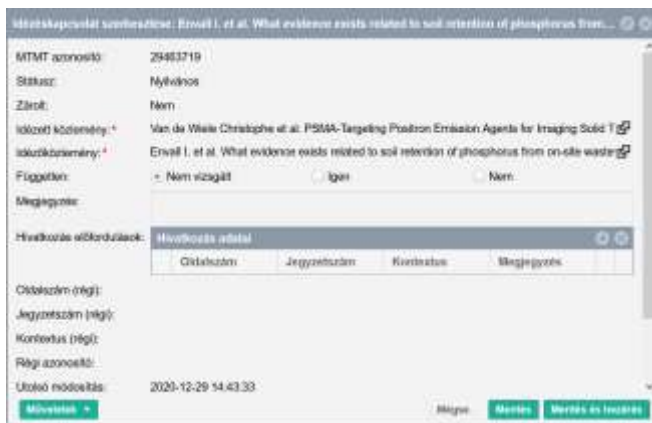 Idézéskapcsolat szerkesztése: Envall I. et al. What evidence exists related to soil retention of phosphorus from...
MTMT azonosító: 29463719
Státusz: Nyilvános
Zárolt: Nem
Idézett közlemény:* Van de Wiele Christophe et al. PSMA-Targeting Positron Emission Agents for Imaging Solid T
Idézőközlemény:* Envall I. et al. What evidence exists related to soil retention of phosphorus from on-site waster
Független: Nem vizsgált Igen Nem
Megjegyzés:
Hivatkozás előfordulások: Hivatkozás adatai
Oldalszám Jegyzetszám Kontextus Megjegyzés
Oldalszám (régi):
Jegyzetszám (régi):
Kontextus (régi):
Régi azonosító:
Utolsó módosítás: 2020-12-29 14:43:33
Műveletek Mégse Mentés Mentés és bezárás